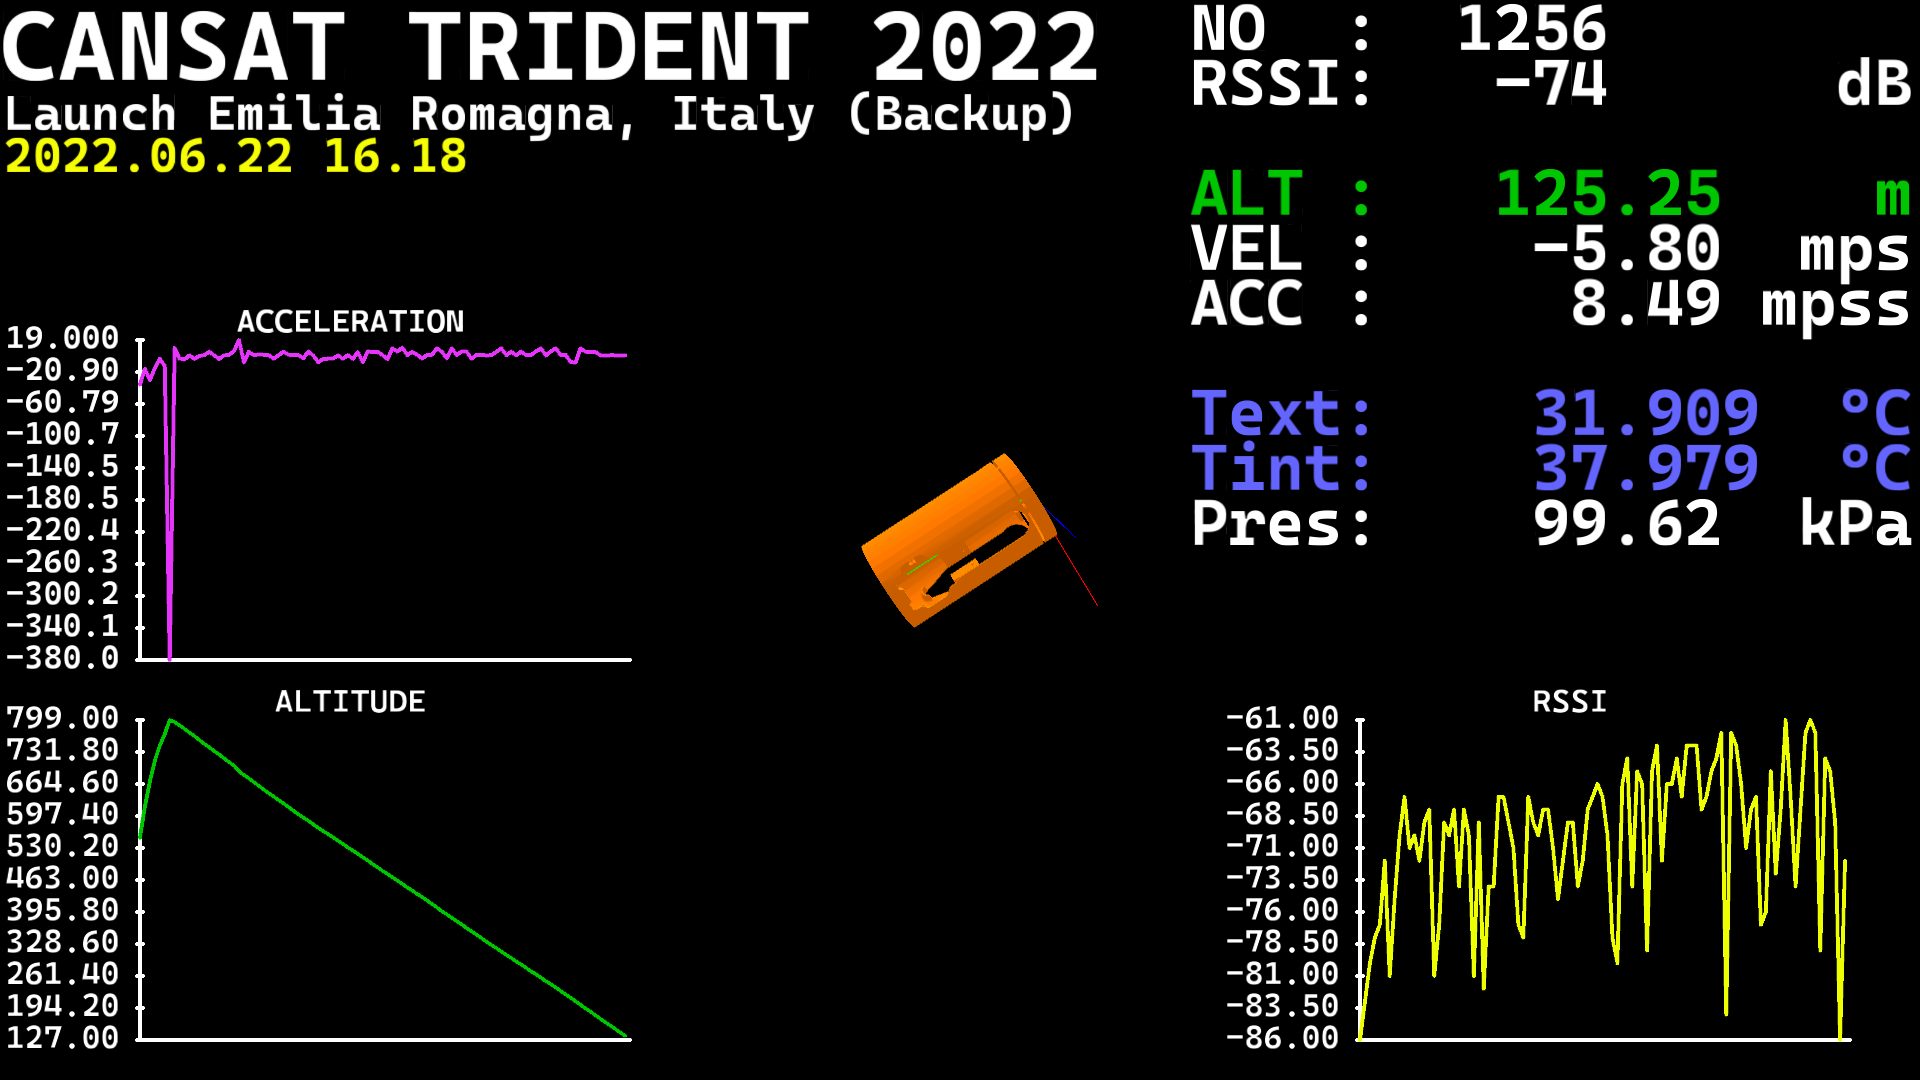 CANSAT TRIDENT 2022
Launch Emilia Romagna, Italy (Backup)
2022.06.22 16.18
NO : 1256
RSSI: -74 dB
ALT : 125.25 m
VEL : -5.80 mps
ACC : 8.49 mpss
Text: 31.909 °C
Tint: 37.979 °C
Pres: 99.62 kPa
ACCELERATION
19.000
-20.90
-60.79
-100.7
-140.5
-180.5
-220.4
-260.3
-300.2
-340.1
-380.0
ALTITUDE
799.00
731.80
664.60
597.40
530.20
463.00
395.80
328.60
261.40
194.20
127.00
RSSI
-61.00
-63.50
-66.00
-68.50
-71.00
-73.50
-76.00
-78.50
-81.00
-83.50
-86.00